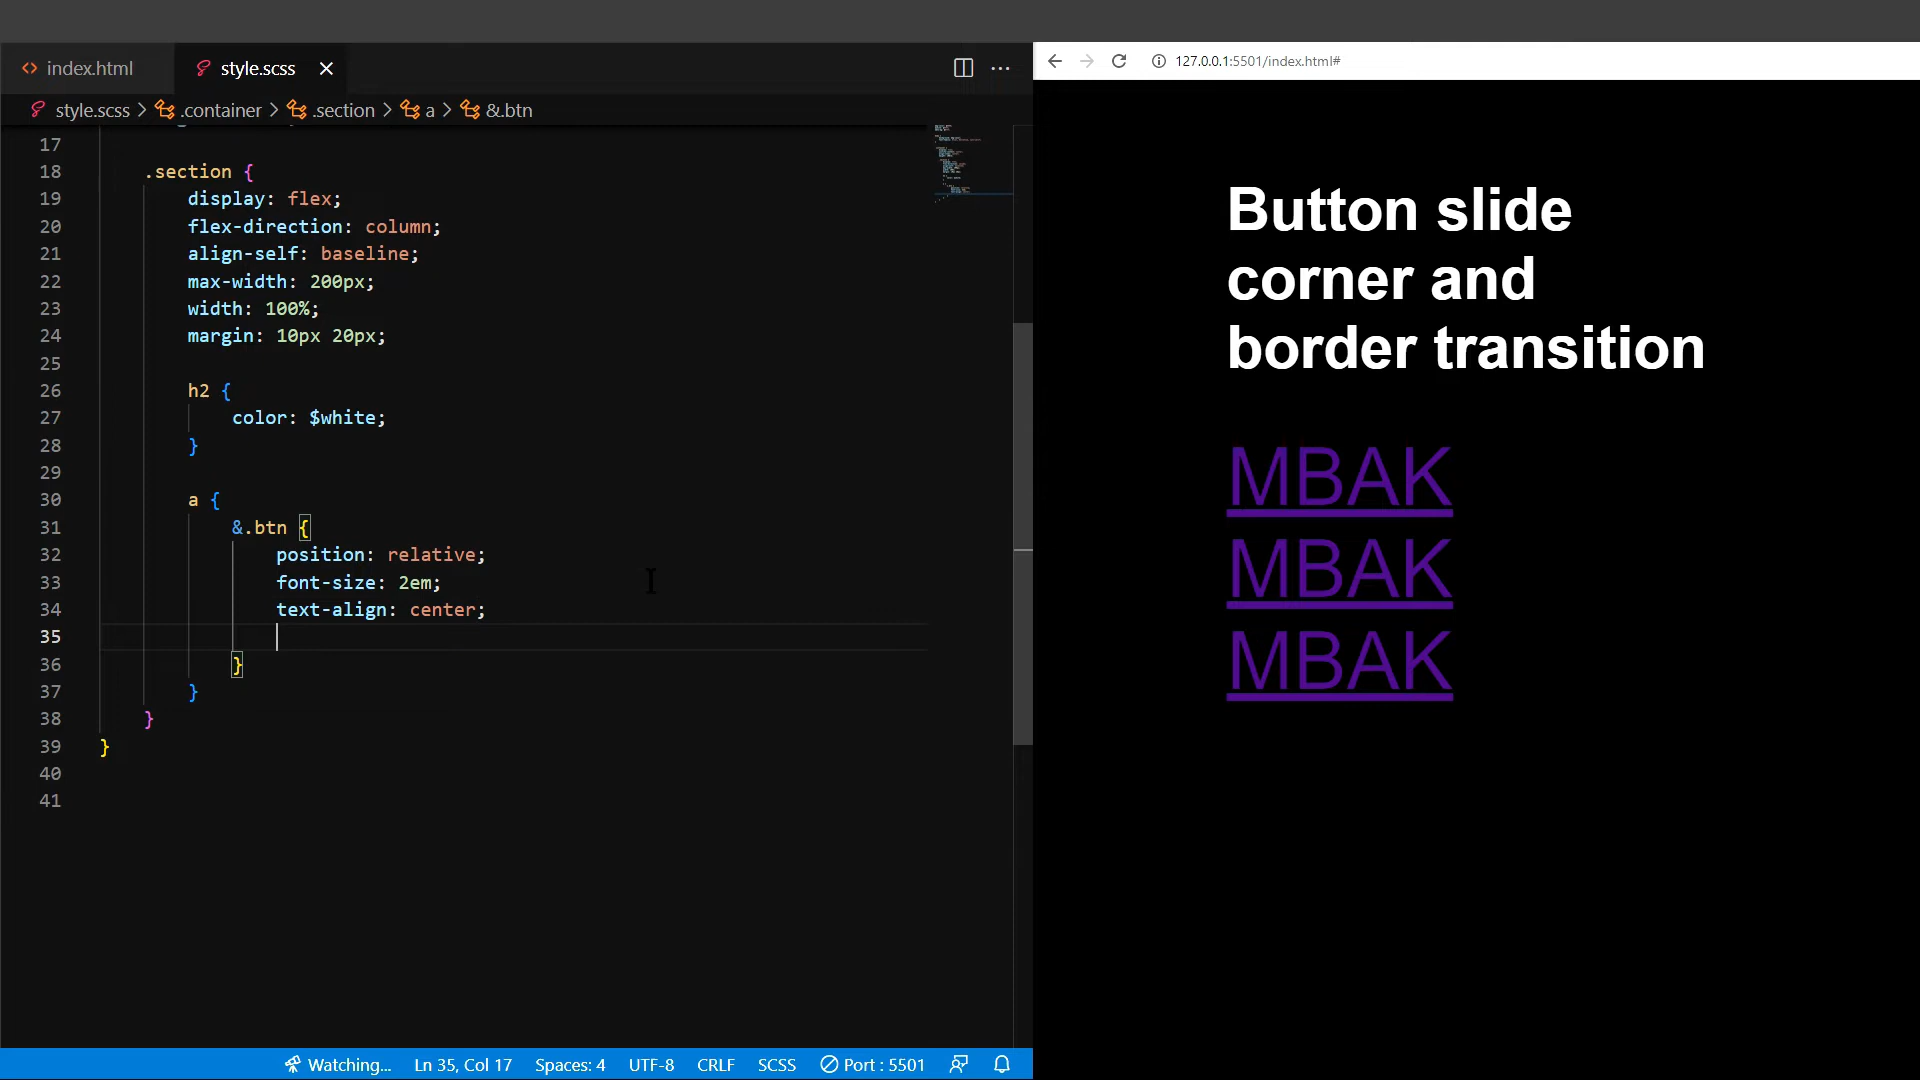 index.html
style.scss
127.0.0.1:5501/index.html#
style.scss > .container > .section > a > &.btn
17
18 .section {
19 display: flex;
20 flex-direction: column;
21 align-self: baseline;
22 max-width: 200px;
23 width: 100%;
24 margin: 10px 20px;
25
26 h2 {
27 color: $white;
28 }
29
30 a {
31 &.btn {
32 position: relative;
33 font-size: 2em;
34 text-align: center;
35
36 }
37 }
38 }
39 }
40
41
Button slide
corner and
border transition
MBAK
MBAK
MBAK
Watching... Ln 35, Col 17 Spaces: 4 UTF-8 CRLF SCSS Port : 5501